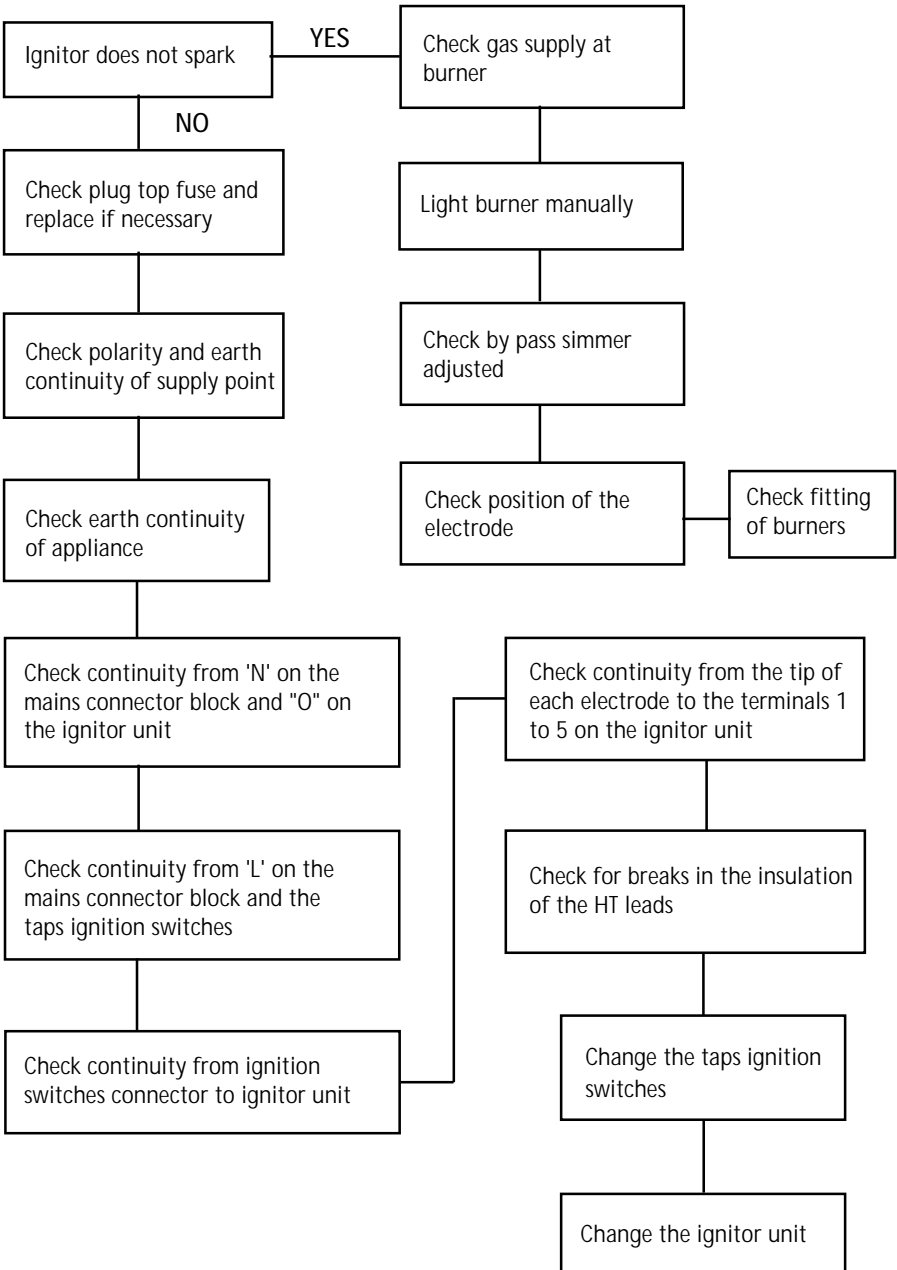 Ignitor does not spark
YES
Check gas supply at
burner
NO
Check plug top fuse and
replace if necessary
Light burner manually
Check polarity and earth
continuity of supply point
Check by pass simmer
adjusted
Check earth continuity
of appliance
Check position of the
electrode
Check fitting
of burners
Check continuity from 'N' on the
mains connector block and "O" on
the ignitor unit
Check continuity from 'L' on the
mains connector block and the
taps ignition switches
Check continuity from ignition
switches connector to ignitor unit
Check continuity from the tip of
each electrode to the terminals 1
to 5 on the ignitor unit
Check for breaks in the insulation
of the HT leads
Change the taps ignition
switches
Change the ignitor unit